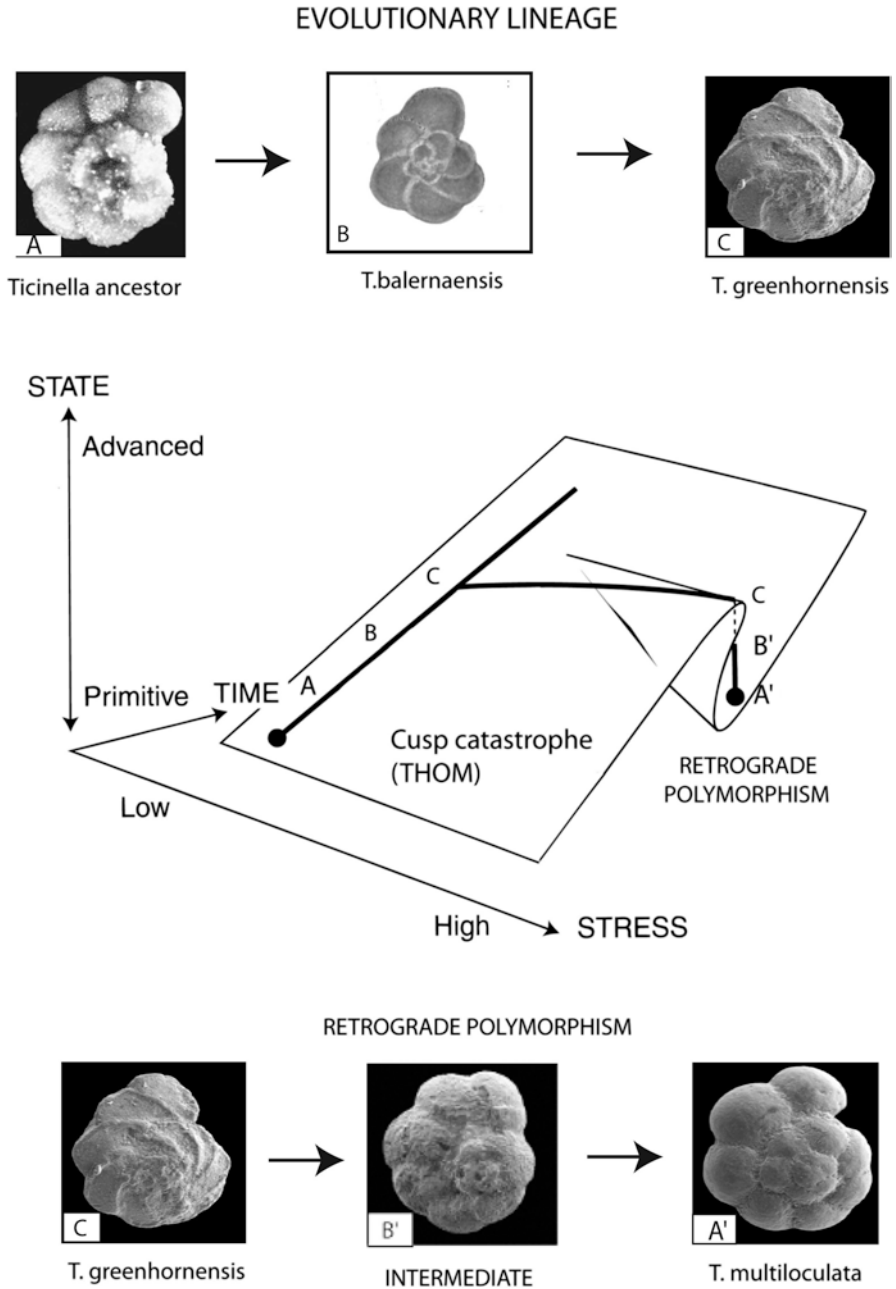 EVOLUTIONARY LINEAGE
A
B
C
Ticinella ancestor
T.balernaensis
T. greenhornensis
STATE
Advanced
C
C
B
B'
Primitive
TIME
A
A'
Cusp catastrophe
(THOM)
RETROGRADE
POLYMORPHISM
Low
High
STRESS
RETROGRADE POLYMORPHISM
C
B'
A'
T. greenhornensis
INTERMEDIATE
T. multiloculata